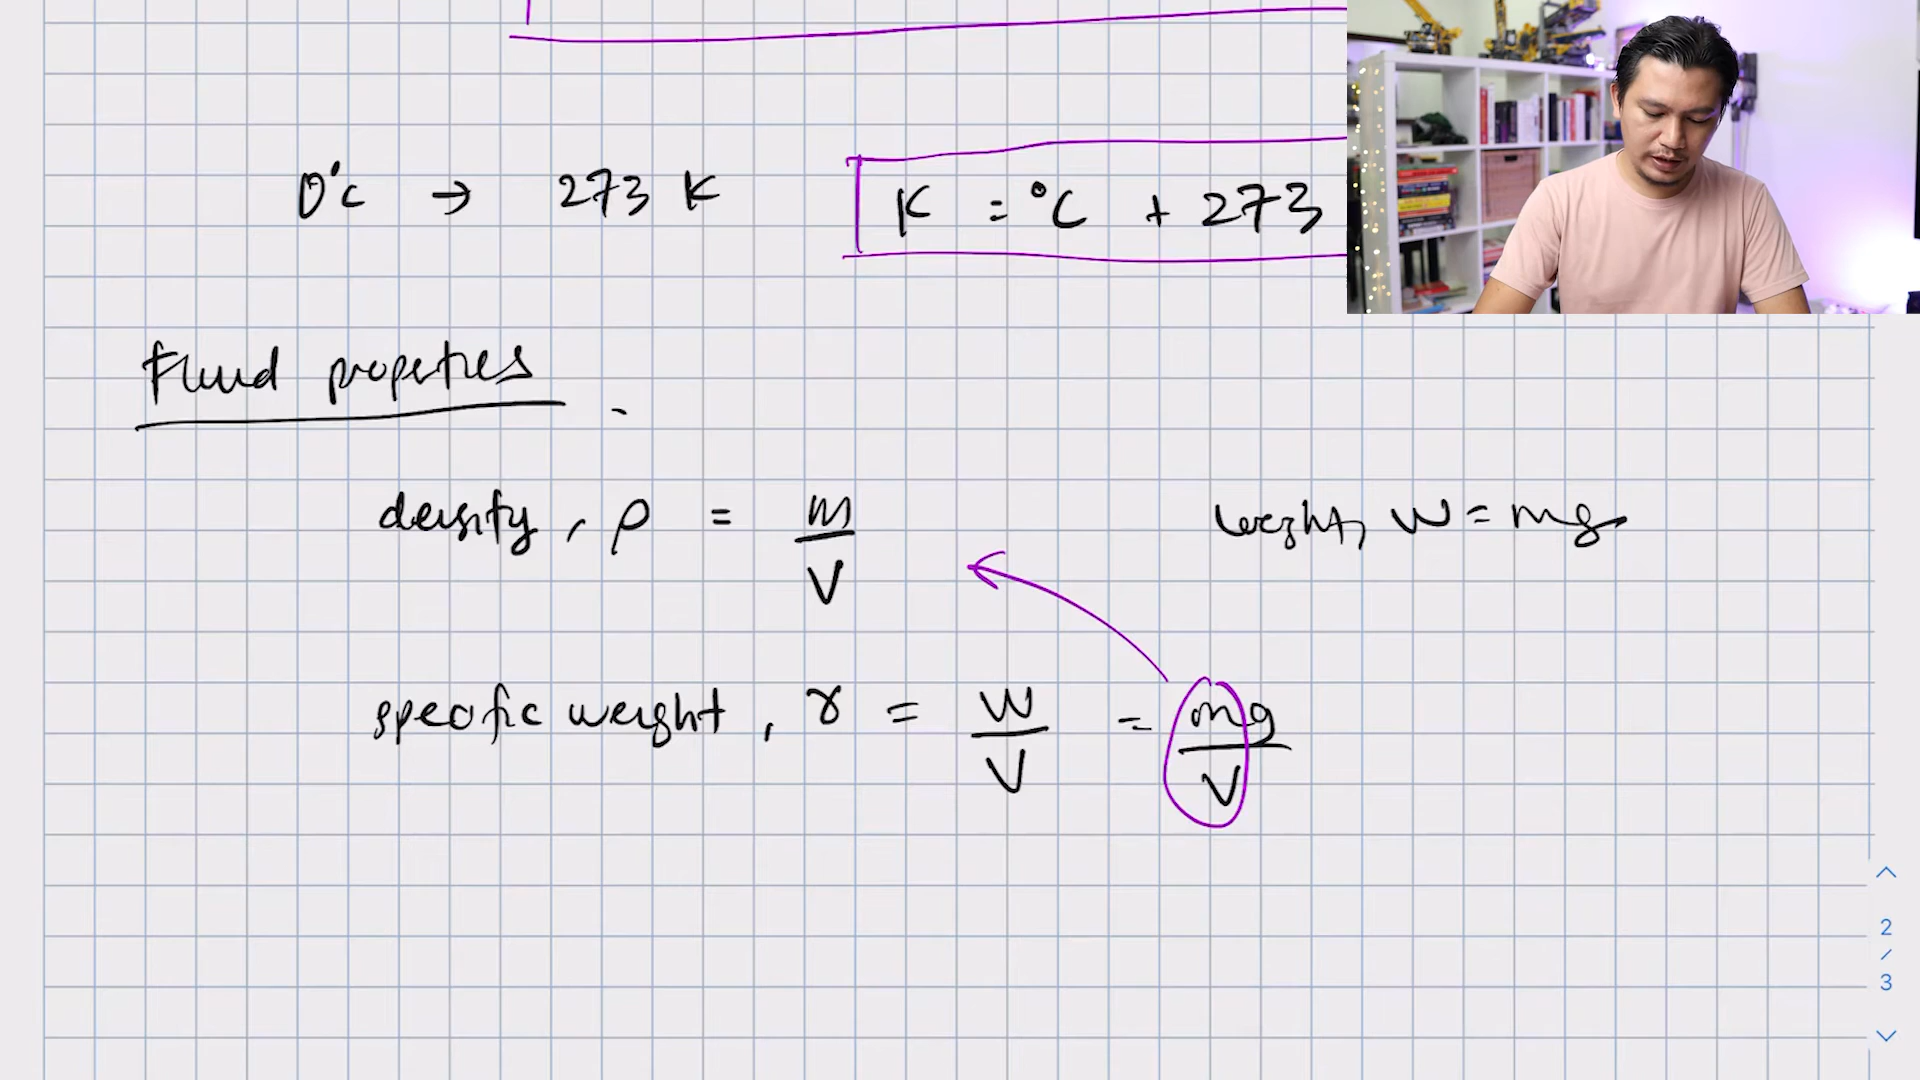 0°C → 273 K
K = °C + 273
Fluid properties
density, ρ = m/V
weight, W = mg
specific weight, γ = W/V = mg/V
2
/
3